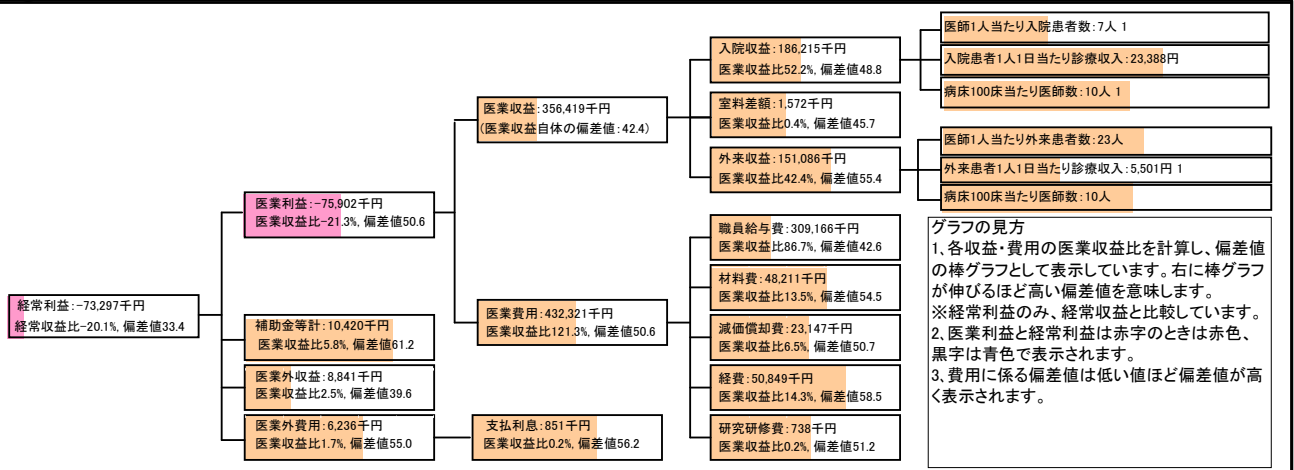 経常利益:-73,297千円
経常収益比-20.1%, 偏差値33.4
医業利益:-75,902千円
医業収益比-21.3%, 偏差値50.6
補助金等計:10,420千円
医業収益比5.8%, 偏差値61.2
医業外収益:8,841千円
医業収益比2.5%, 偏差値39.6
医業外費用:6,236千円
医業収益比1.7%, 偏差値55.0
支払利息:851千円
医業収益比0.2%, 偏差値56.2
医業収益:356,419千円
(医業収益自体の偏差値:42.4)
医業費用:432,321千円
医業収益比121.3%, 偏差値50.6
入院収益:186,215千円
医業収益比52.2%, 偏差値48.8
室料差額:1,572千円
医業収益比0.4%, 偏差値45.7
外来収益:151,086千円
医業収益比42.4%, 偏差値55.4
職員給与費:309,166千円
医業収益比86.7%, 偏差値42.6
材料費:48,211千円
医業収益比13.5%, 偏差値54.5
減価償却費:23,147千円
医業収益比6.5%, 偏差値50.7
経費:50,849千円
医業収益比14.3%, 偏差値58.5
研究研修費:738千円
医業収益比0.2%, 偏差値51.2
医師1人当たり入院患者数:7人 1
入院患者1人1日当たり診療収入:23,388円
病床100床当たり医師数:10人 1
医師1人当たり外来患者数:23人
外来患者1人1日当たり診療収入:5,501円 1
病床100床当たり医師数:10人
グラフの見方
1、各収益・費用の医業収益比を計算し、偏差値
の棒グラフとして表示しています。右に棒グラフ
が伸びるほど高い偏差値を意味します。
※経常利益のみ、経常収益と比較しています。
2、医業利益と経常利益は赤字のときは赤色、
黒字は青色で表示されます。
3、費用に係る偏差値は低い値ほど偏差値が高
く表示されます。